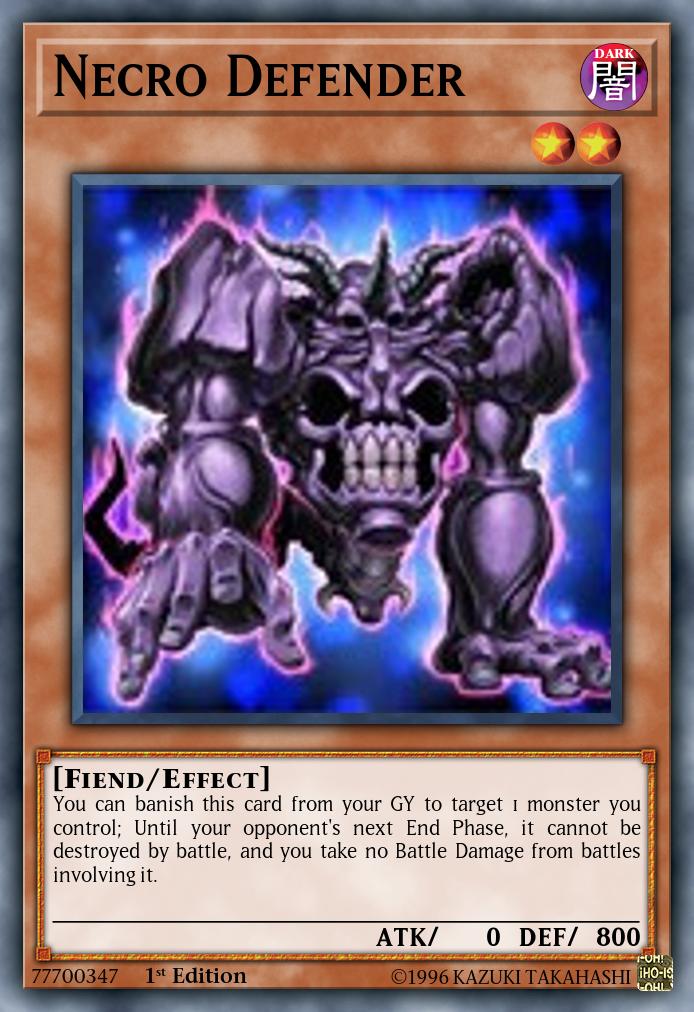 NECRO DEFENDER
DARK
闇
[FIEND/EFFECT]
You can banish this card from your GY to target 1 monster you
control; Until your opponent's next End Phase, it cannot be
destroyed by battle, and you take no Battle Damage from battles
involving it.
ATK/ 0 DEF/ 800
77700347 1st Edition ©1996 KAZUKI TAKAHASHI